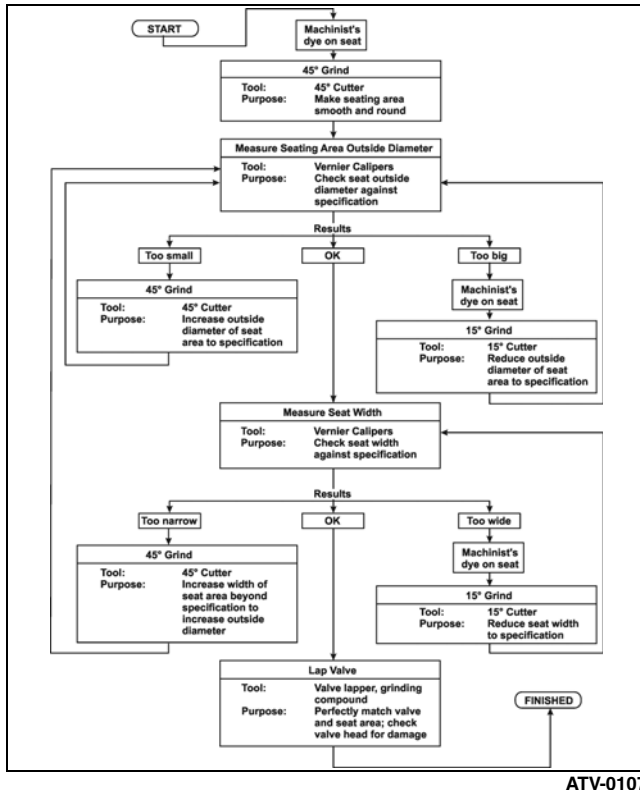 START
Machinist's
dye on seat
45° Grind
Tool: 45° Cutter
Purpose: Make seating area
smooth and round
Measure Seating Area Outside Diameter
Tool: Vernier Calipers
Purpose: Check seat outside
diameter against
specification
Results
Too small
OK
Too big
45° Grind
Tool: 45° Cutter
Purpose: Increase outside
diameter of seat
area to specification
Machinist's
dye on seat
15° Grind
Tool: 15° Cutter
Purpose: Reduce outside
diameter of seat
area to specification
Measure Seat Width
Tool: Vernier Calipers
Purpose: Check seat width
against specification
Results
Too narrow
OK
Too wide
45° Grind
Tool: 45° Cutter
Purpose: Increase width of
seat area beyond
specification to
increase outside
diameter
Machinist's
dye on seat
15° Grind
Tool: 15° Cutter
Purpose: Reduce seat width
to specification
Lap Valve
Tool: Valve lapper, grinding
compound
Purpose: Perfectly match valve
and seat area; check
valve head for damage
FINISHED
ATV-0107